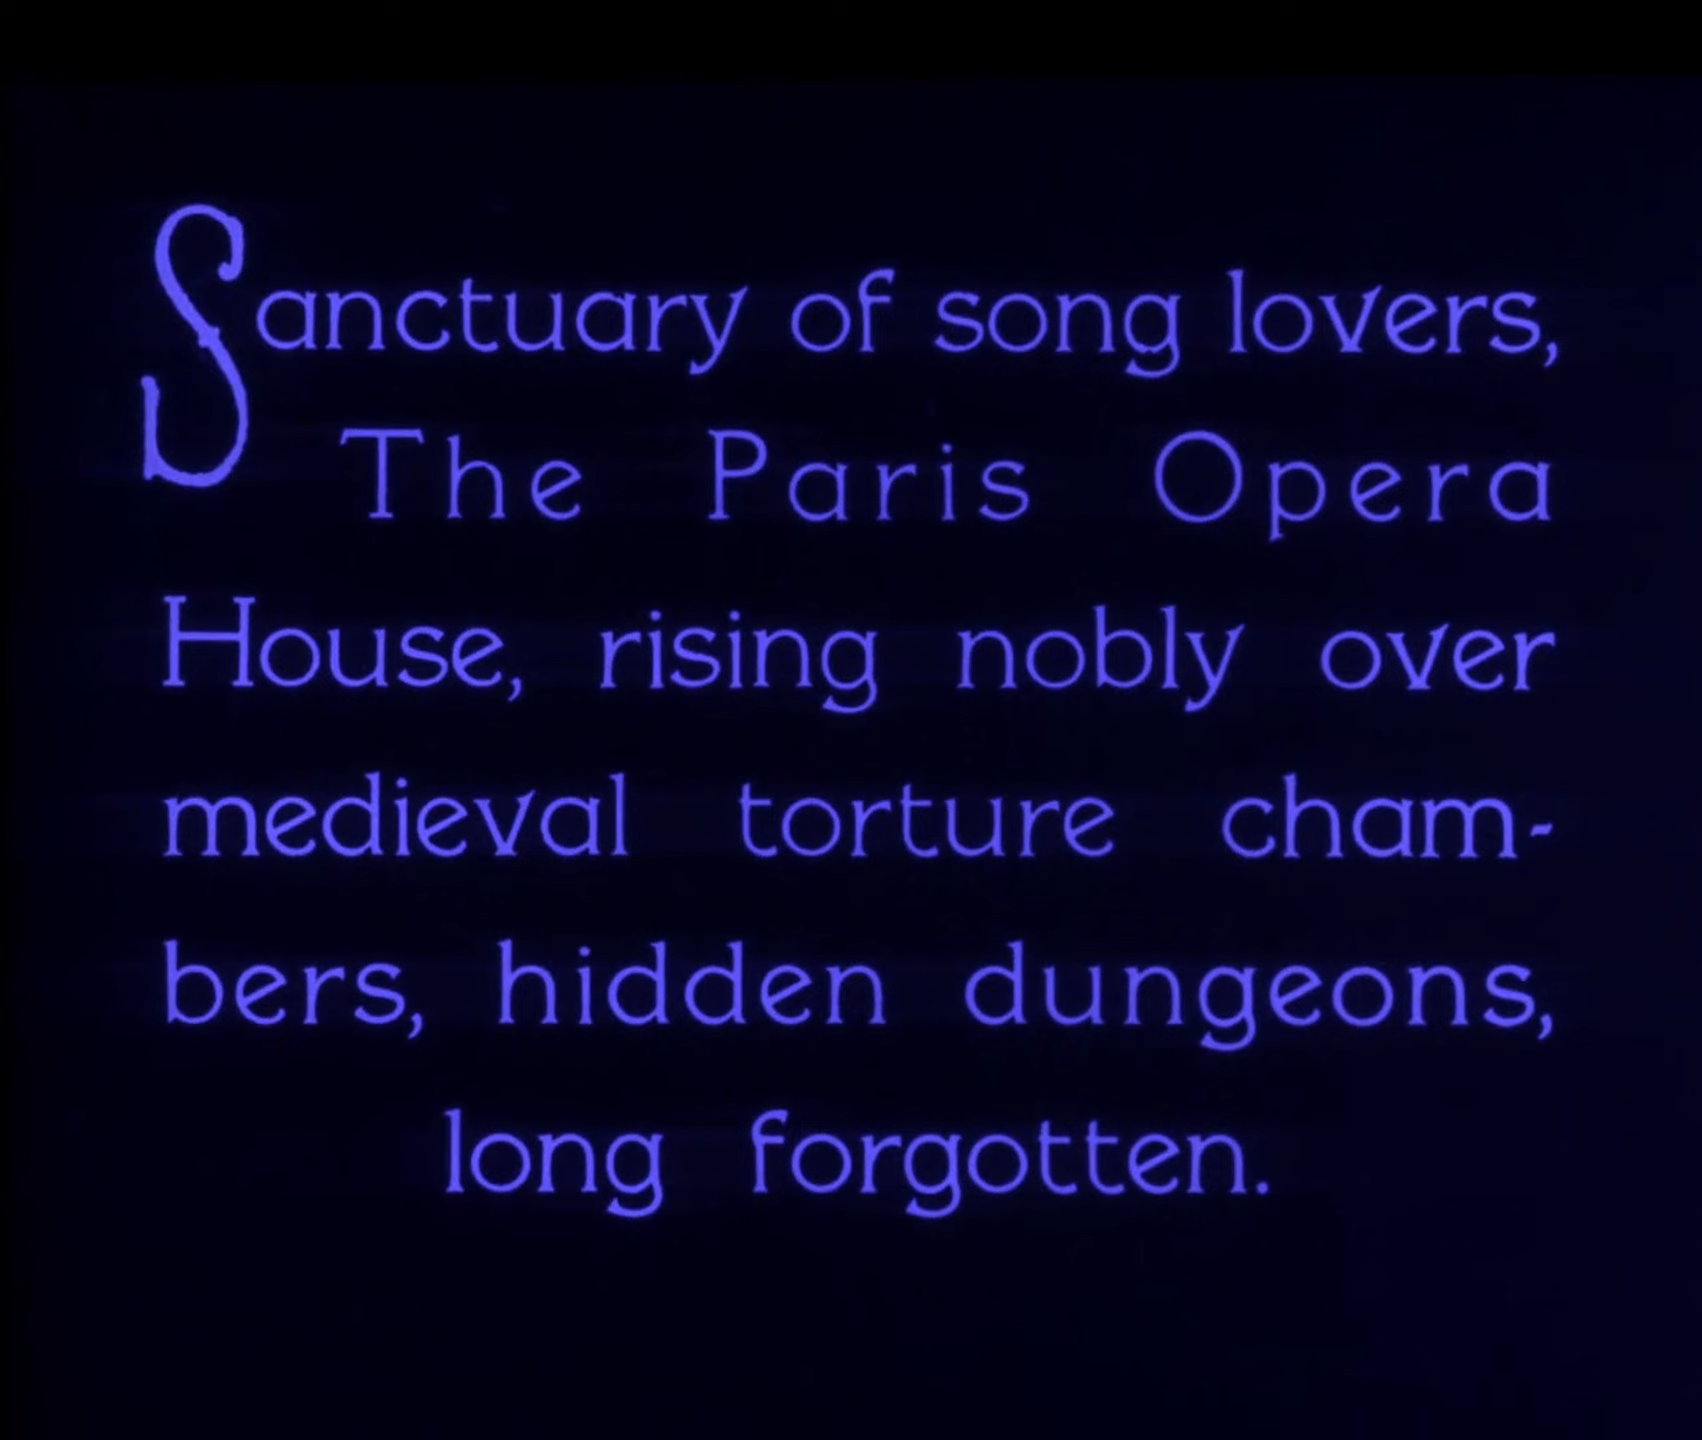 Sanctuary of song lovers,
The Paris Opera
House, rising nobly over
medieval torture cham-
bers, hidden dungeons,
long forgotten.